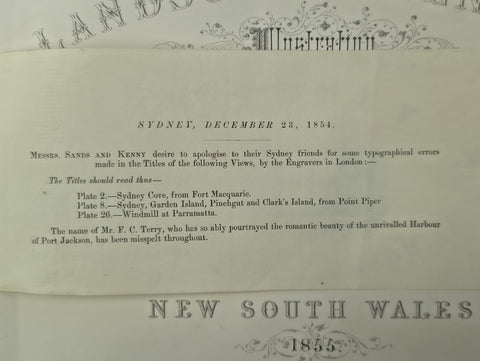 LANDSC
Illustration
SYDNEY, DECEMBER 23, 1854.
Messrs. Sands and Kenny desire to apologise to their Sydney friends for some typographical errors
made in the Titles of the following Views, by the Engravers in London:—
The Titles should read thus—
Plate 2.—Sydney Cove, from Fort Macquarie.
Plate 8.—Sydney, Garden Island, Pinchgut and Clark's Island, from Point Piper
Plate 26.—Windmill at Parramatta.
The name of Mr. F. C. Terry, who has so ably pourtrayed the romantic beauty of the unrivalled Harbour
of Port Jackson, has been misspelt throughout.
NEW SOUTH WALES
1855.